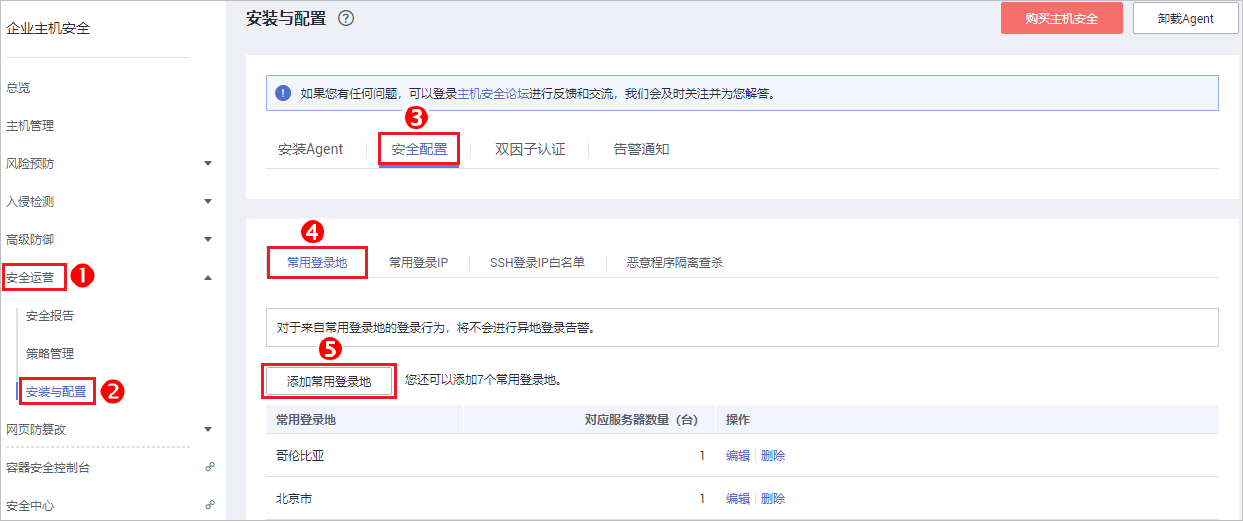 企业主机安全
总览
主机管理
风险预防
入侵检测
高级防御
安全运营
1
安全报告
策略管理
安装与配置
2
网页防篡改
容器安全控制台
安全中心
安装与配置 ?
购买主机安全
卸载Agent
! 如果您有任何问题，可以登录主机安全论坛进行反馈和交流，我们会及时关注并为您解答。
3
安装Agent 安全配置 双因子认证 告警通知
4
常用登录地 常用登录IP SSH登录IP白名单 恶意程序隔离查杀
对于来自常用登录地的登录行为，将不会进行异地登录告警。
5
添加常用登录地 您还可以添加7个常用登录地。
常用登录地 对应服务器数量（台） 操作
哥伦比亚 1 编辑 删除
北京市 1 编辑 删除